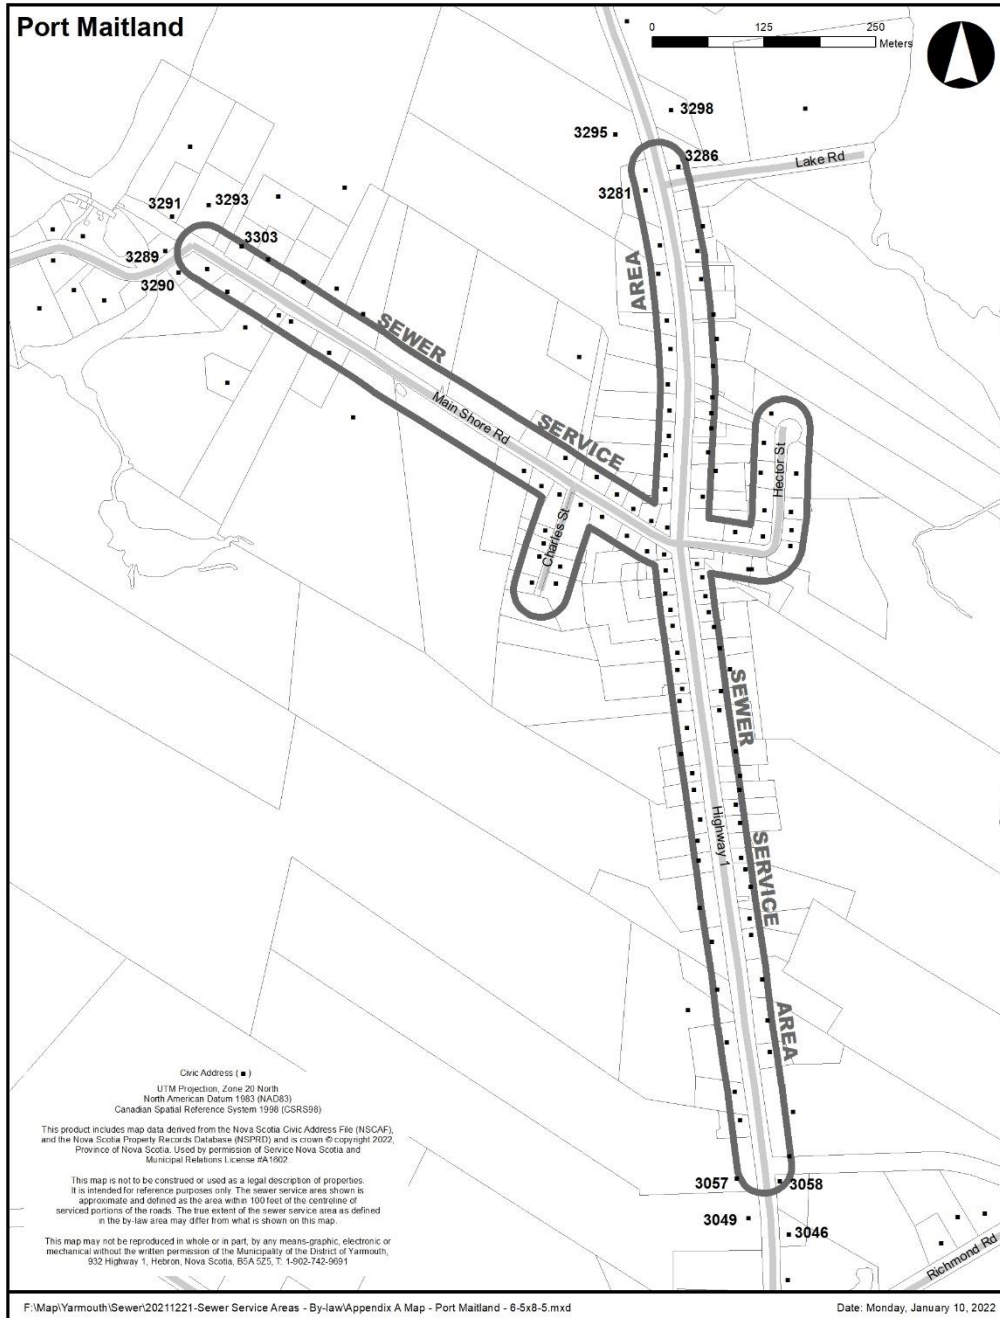 Port Maitland
0 125 250
Meters
3298
3295
3286
Lake Rd
3281
3291
3293
3303
3289
3290
AREA
SEWER
Main Shore Rd
SERVICE
Hector St
Charles St
SEWER
Highway 1
SERVICE
AREA
3057
3058
3049
3046
Richmond Rd
Civic Address ( ■ )
UTM Projection, Zone 20 North
North American Datum 1983 (NAD83)
Canadian Spatial Reference System 1998 (CSRS98)
This product includes map data derived from the Nova Scotia Civic Address File (NSCAF),
and the Nova Scotia Property Records Database (NSPRD) and is crown © copyright 2022,
Province of Nova Scotia. Used by permission of Service Nova Scotia and
Municipal Relations License #A1602.
This map is not to be construed or used as a legal description of properties.
It is intended for reference purposes only. The sewer service area shown is
approximate and defined as the area within 100 feet of the centreline of
serviced portions of the roads. The true extent of the sewer service area as defined
in the by-law area may differ from what is shown on this map.
This map may not be reproduced in whole or in part, by any means-graphic, electronic or
mechanical without the written permission of the Municipality of the District of Yarmouth,
932 Highway 1, Hebron, Nova Scotia, B5A 5Z5, T: 1-902-742-9691
F:\Map\Yarmouth\Sewer\20211221-Sewer Service Areas - By-law\Appendix A Map - Port Maitland - 6-5x8-5.mxd
Date: Monday, January 10, 2022